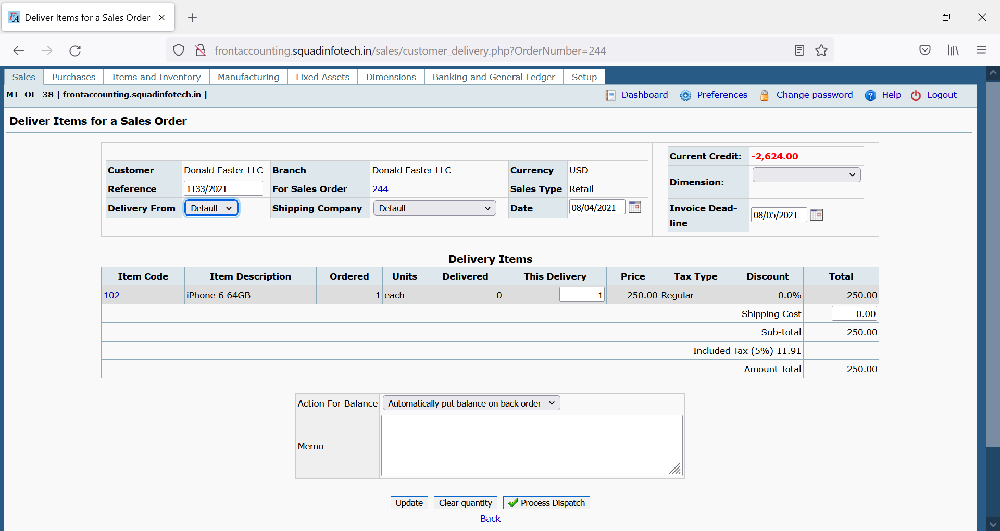 Deliver Items for a Sales Order
frontaccounting.squadinfotech.in/sales/customer_delivery.php?OrderNumber=244
Sales Purchases Items and Inventory Manufacturing Fixed Assets Dimensions Banking and General Ledger Setup
MT_OL_38 | frontaccounting.squadinfotech.in | Dashboard Preferences Change password Help Logout
Deliver Items for a Sales Order
Customer Donald Easter LLC Branch Donald Easter LLC Currency USD
Reference 1133/2021 For Sales Order 244 Sales Type Retail
Delivery From Default Shipping Company Default Date 08/04/2021
Current Credit: -2,624.00
Dimension:
Invoice Dead-
line 08/05/2021
Delivery Items
Item Code Item Description Ordered Units Delivered This Delivery Price Tax Type Discount Total
102 iPhone 6 64GB 1 each 0 1 250.00 Regular 0.0% 250.00
Shipping Cost 0.00
Sub-total 250.00
Included Tax (5%) 11.91
Amount Total 250.00
Action For Balance Automatically put balance on back order
Memo
Update Clear quantity Process Dispatch
Back